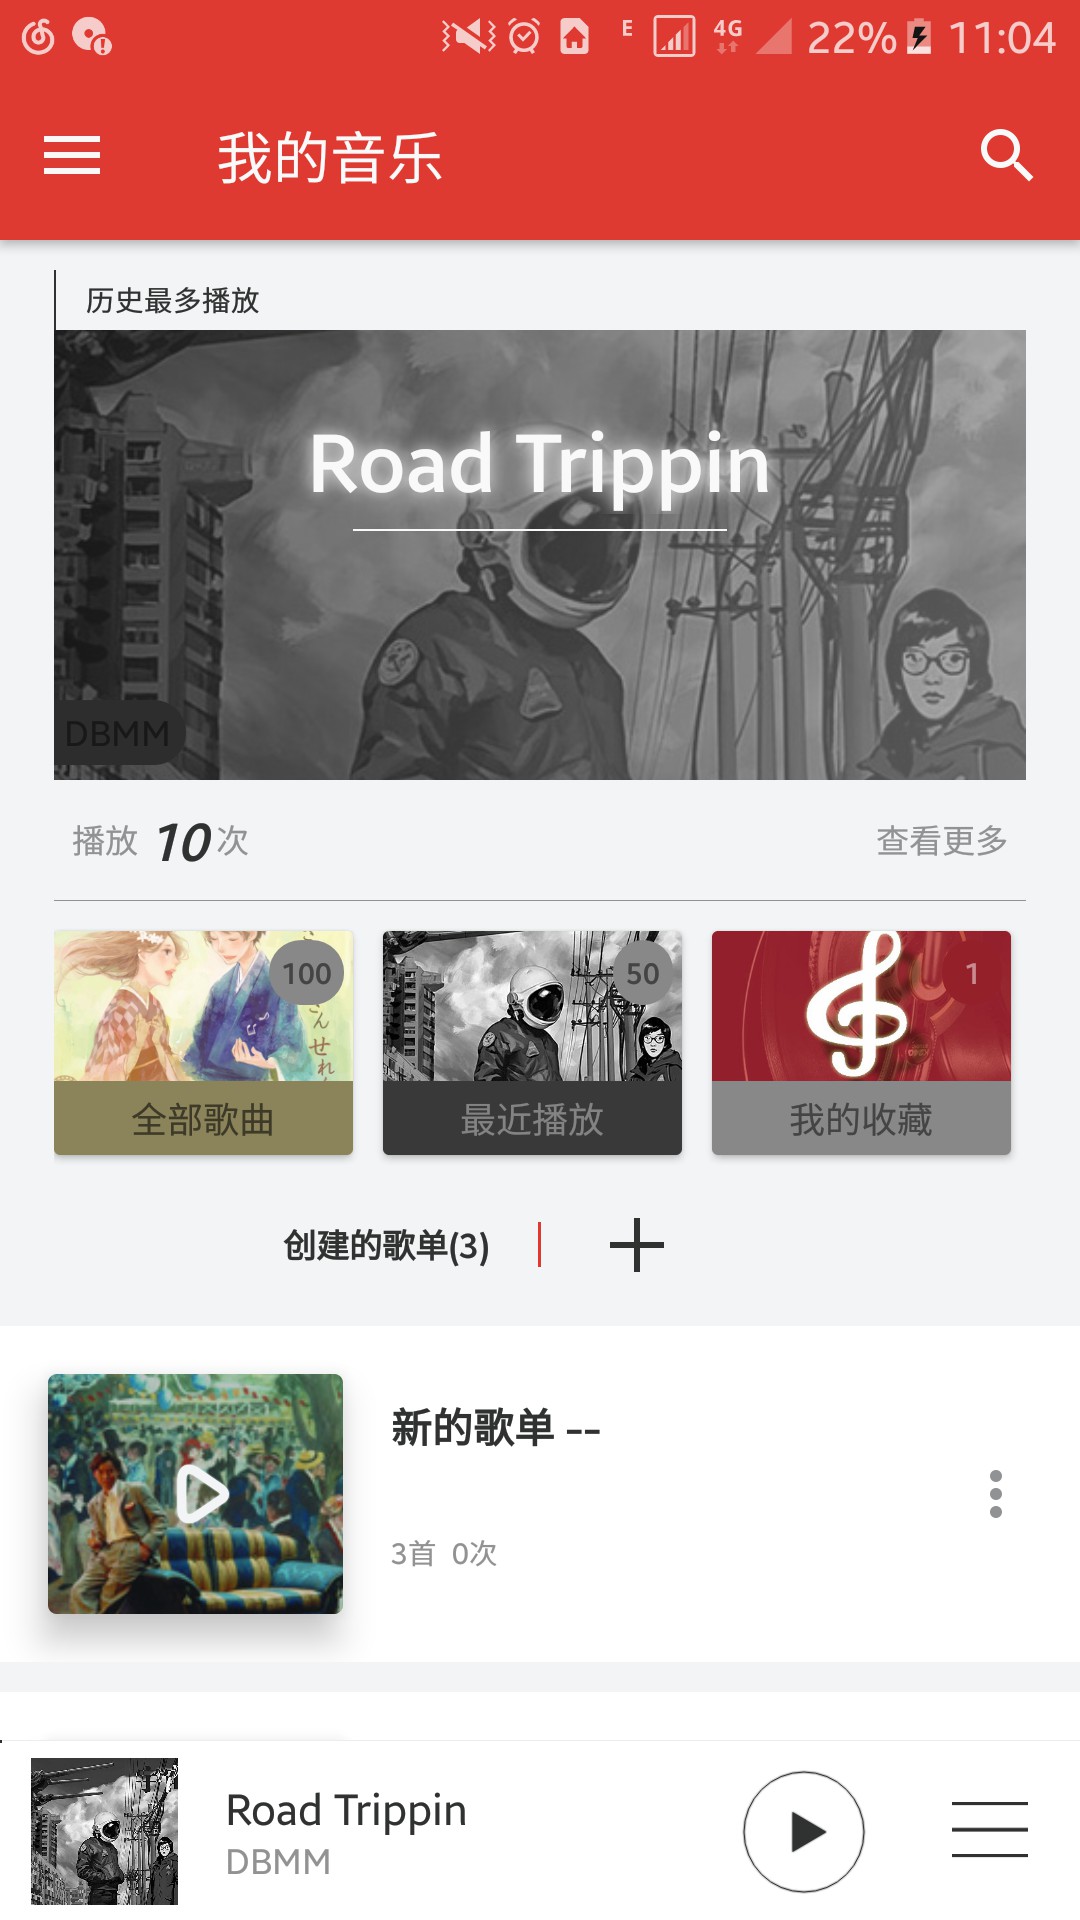 E 4G 22% 11:04
我的音乐
历史最多播放
Road Trippin
DBMM
播放 10 次 查看更多
100 50 1
全部歌曲 最近播放 我的收藏
创建的歌单(3)
新的歌单 --
3首 0次
Road Trippin
DBMM